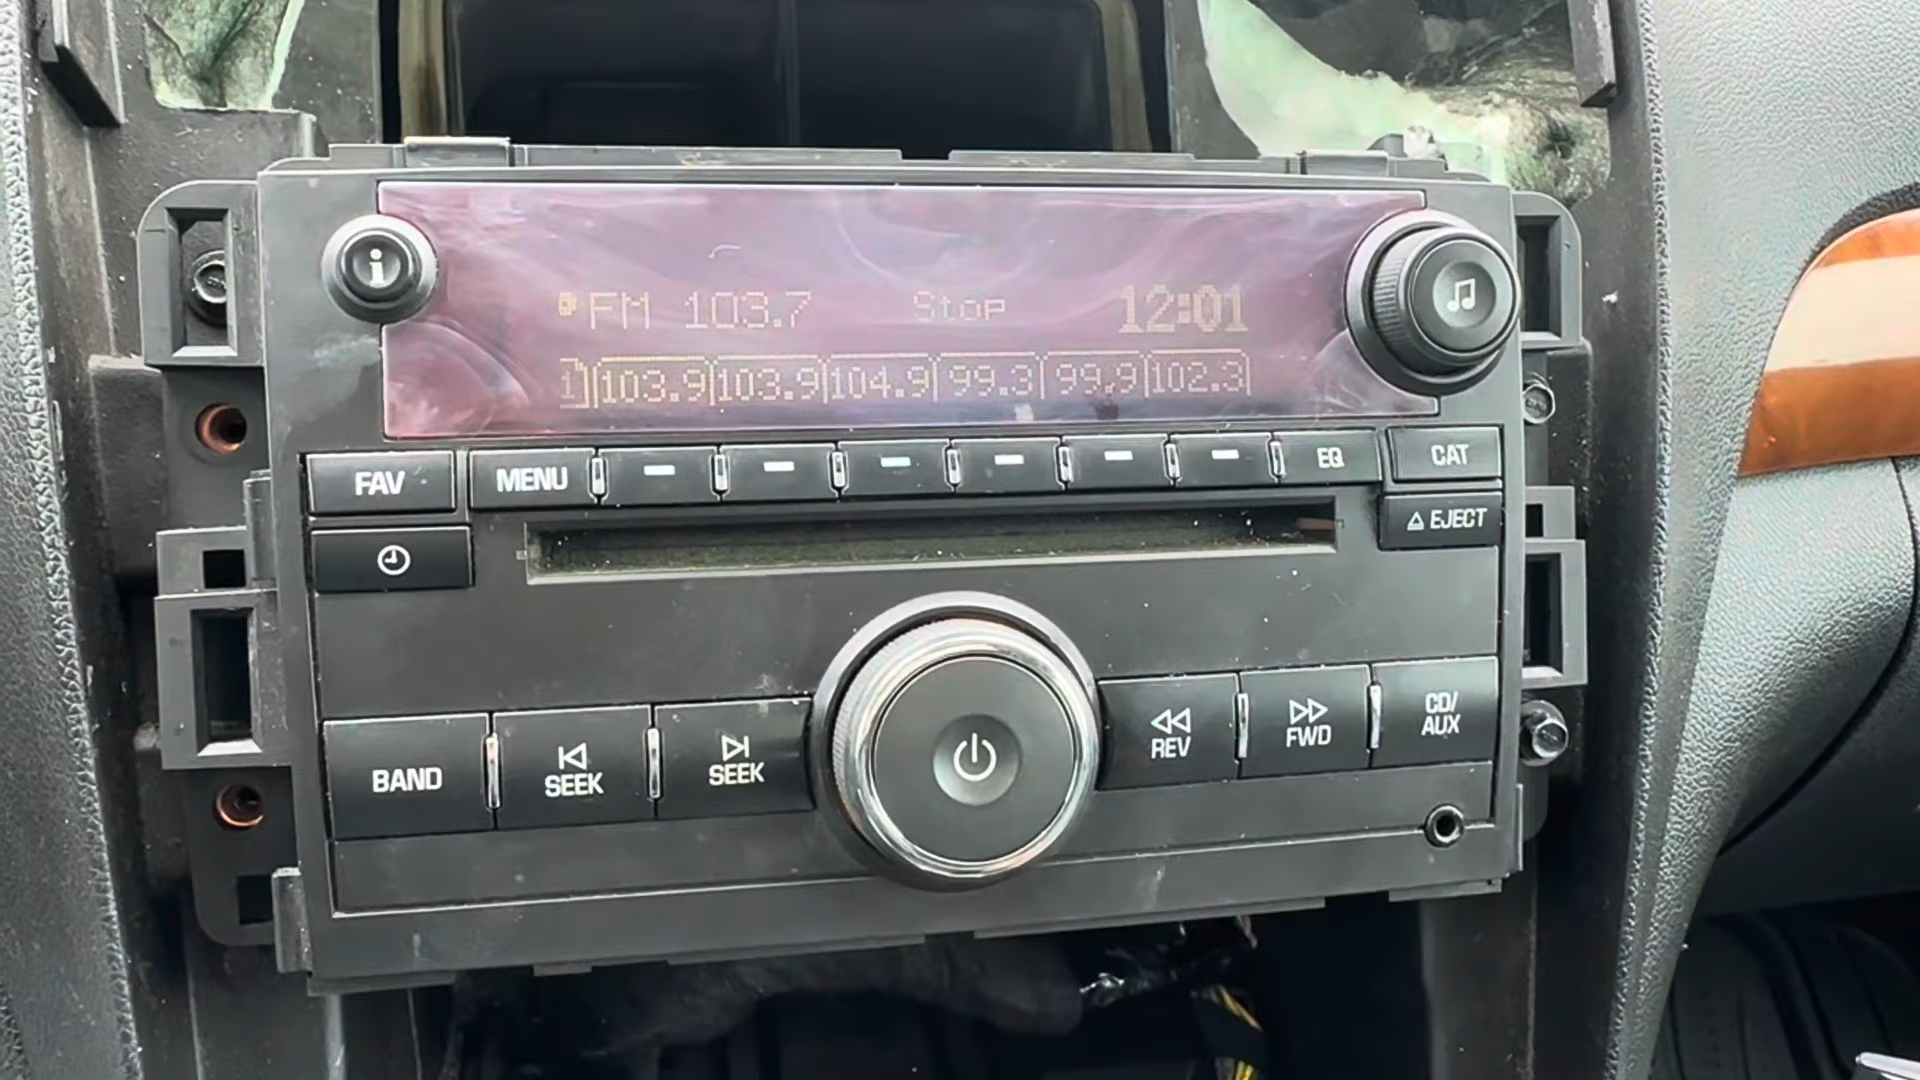 i
FM 103.7 Stop 12:01
1 103.9 103.9 104.9 99.3 99.9 102.3
FAV MENU EQ CAT
EJECT
BAND SEEK SEEK REV FWD CD/
AUX